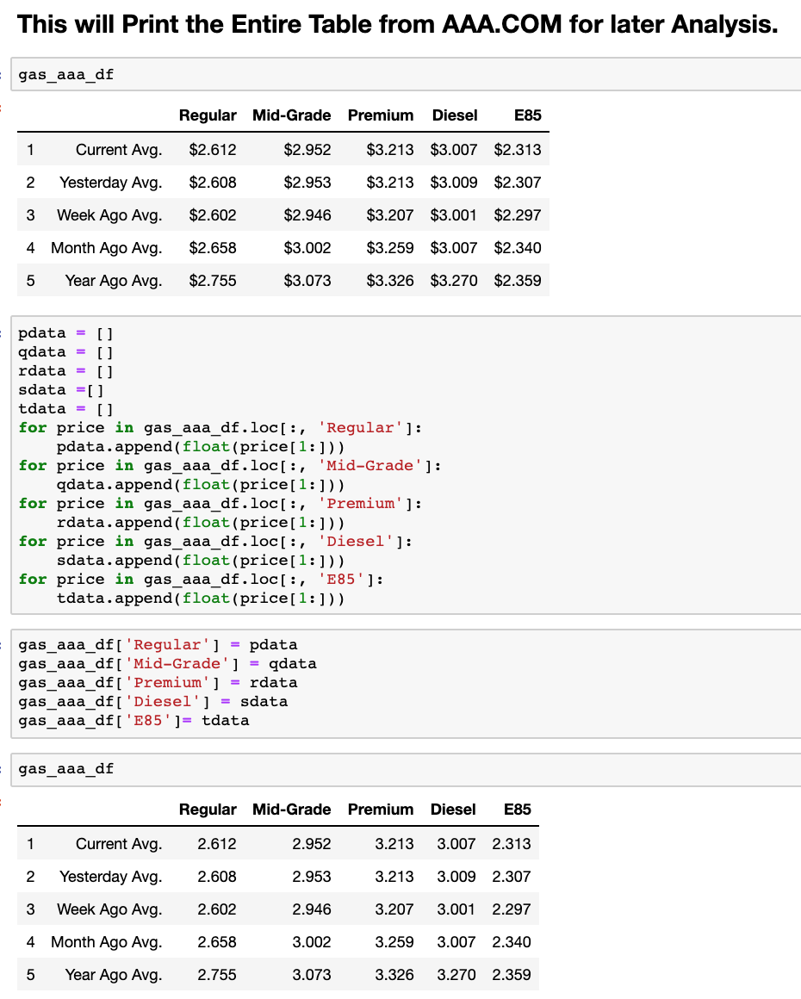 This will Print the Entire Table from AAA.COM for later Analysis.
gas_aaa_df
Regular Mid-Grade Premium Diesel E85
1 Current Avg. $2.612 $2.952 $3.213 $3.007 $2.313
2 Yesterday Avg. $2.608 $2.953 $3.213 $3.009 $2.307
3 Week Ago Avg. $2.602 $2.946 $3.207 $3.001 $2.297
4 Month Ago Avg. $2.658 $3.002 $3.259 $3.007 $2.340
5 Year Ago Avg. $2.755 $3.073 $3.326 $3.270 $2.359
pdata = []
qdata = []
rdata = []
sdata =[]
tdata = []
for price in gas_aaa_df.loc[:, 'Regular']:
    pdata.append(float(price[1:]))
for price in gas_aaa_df.loc[:, 'Mid-Grade']:
    qdata.append(float(price[1:]))
for price in gas_aaa_df.loc[:, 'Premium']:
    rdata.append(float(price[1:]))
for price in gas_aaa_df.loc[:, 'Diesel']:
    sdata.append(float(price[1:]))
for price in gas_aaa_df.loc[:, 'E85']:
    tdata.append(float(price[1:]))
gas_aaa_df['Regular'] = pdata
gas_aaa_df['Mid-Grade'] = qdata
gas_aaa_df['Premium'] = rdata
gas_aaa_df['Diesel'] = sdata
gas_aaa_df['E85']= tdata
gas_aaa_df
Regular Mid-Grade Premium Diesel E85
1 Current Avg. 2.612 2.952 3.213 3.007 2.313
2 Yesterday Avg. 2.608 2.953 3.213 3.009 2.307
3 Week Ago Avg. 2.602 2.946 3.207 3.001 2.297
4 Month Ago Avg. 2.658 3.002 3.259 3.007 2.340
5 Year Ago Avg. 2.755 3.073 3.326 3.270 2.359